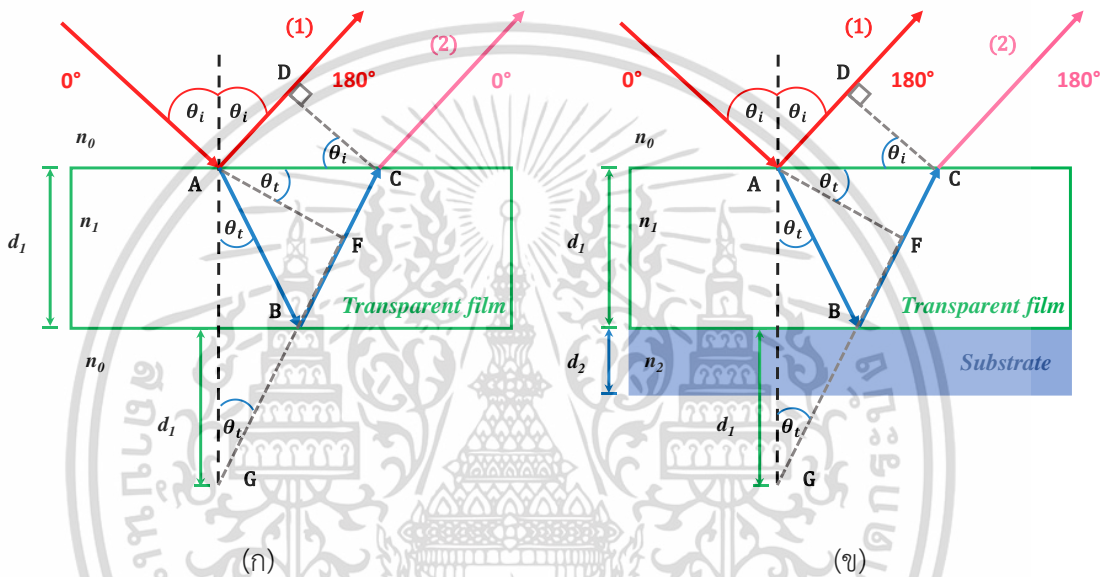 (1)
(2)
0°
D
180°
0°
θi
θi
n0
θi
A
C
θt
n1
d1
θt
F
B
Transparent film
n0
d1
θt
G
(ก)
(1)
(2)
0°
D
180°
180°
θi
θi
n0
θi
A
C
θt
n1
d1
θt
F
B
Transparent film
d2
n2
Substrate
d1
θt
G
(ข)